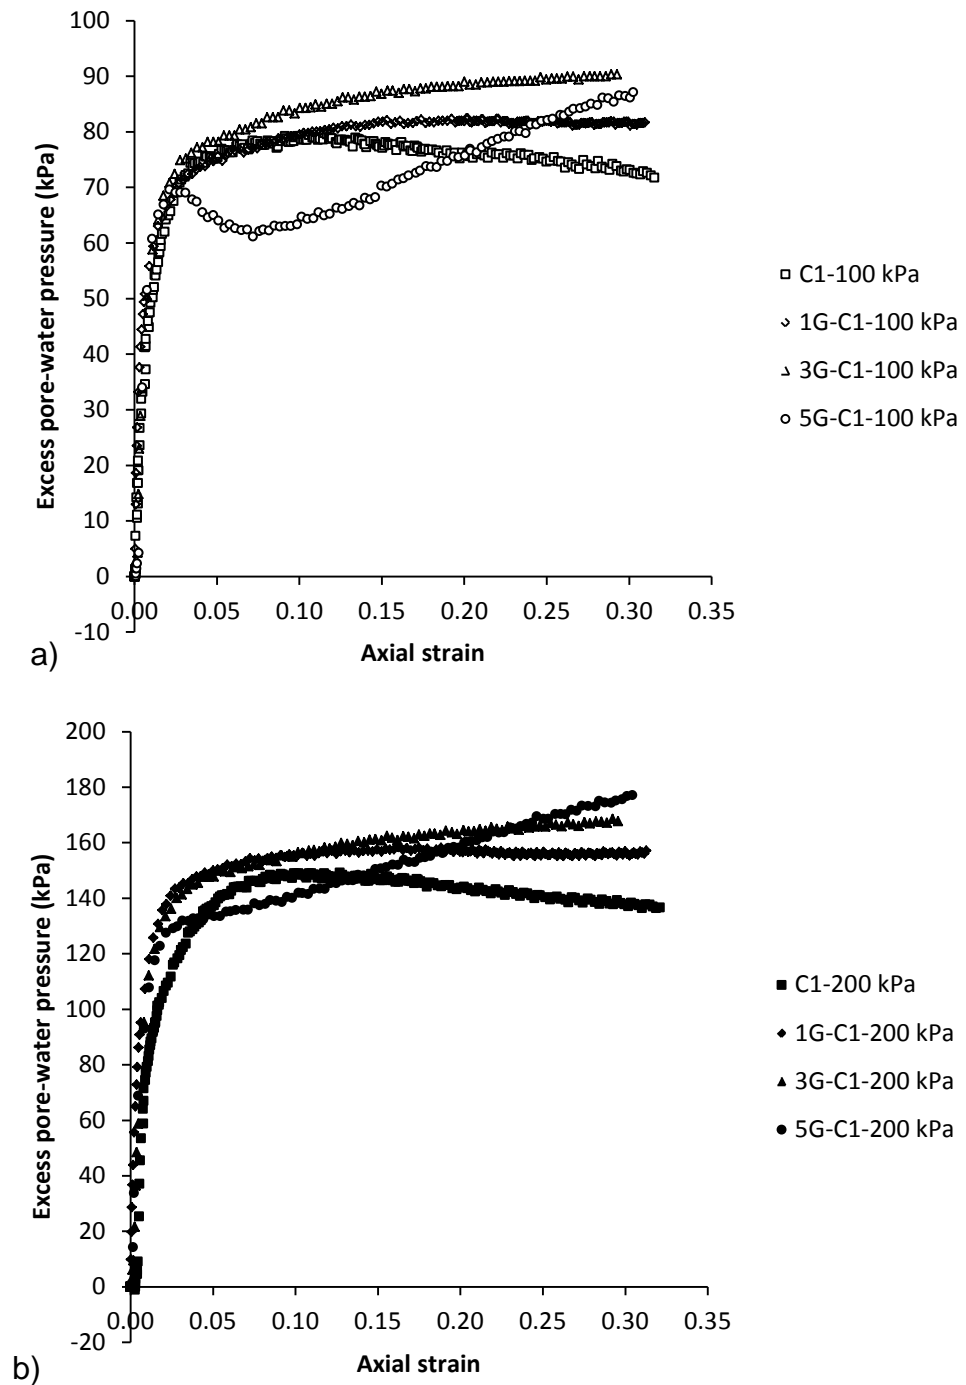 100
90
80
70
60
50
40
30
20
10
0
-10
Excess pore-water pressure (kPa)
0.00 0.05 0.10 0.15 0.20 0.25 0.30 0.35
Axial strain
C1-100 kPa
1G-C1-100 kPa
3G-C1-100 kPa
5G-C1-100 kPa
a)
200
180
160
140
120
100
80
60
40
20
0
-20
Excess pore-water pressure (kPa)
0.00 0.05 0.10 0.15 0.20 0.25 0.30 0.35
Axial strain
C1-200 kPa
1G-C1-200 kPa
3G-C1-200 kPa
5G-C1-200 kPa
b)